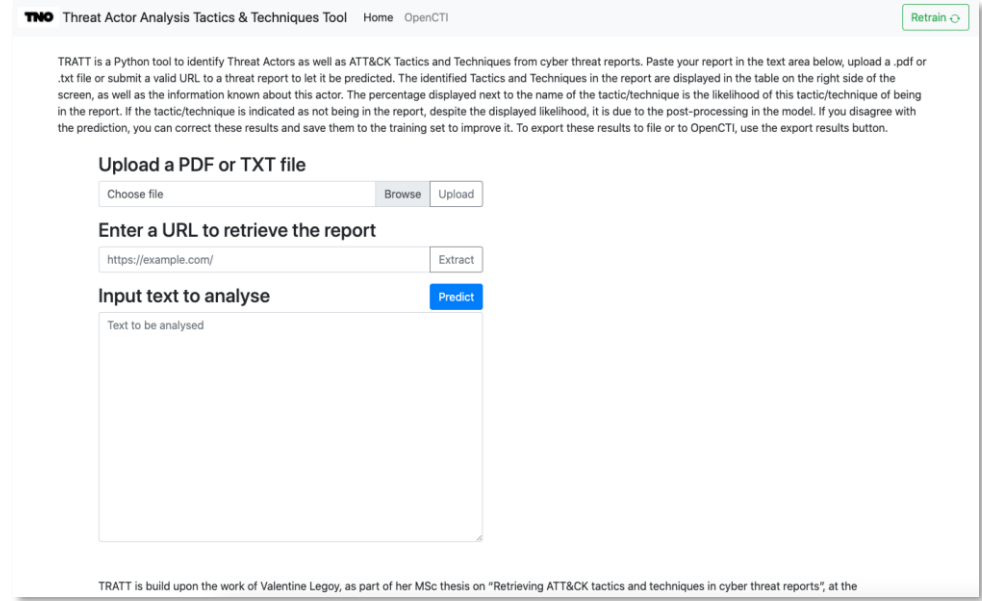 TNO Threat Actor Analysis Tactics & Techniques Tool Home OpenCTI Retrain
TRATT is a Python tool to identify Threat Actors as well as ATT&CK Tactics and Techniques from cyber threat reports. Paste your report in the text area below, upload a .pdf or
.txt file or submit a valid URL to a threat report to let it be predicted. The identified Tactics and Techniques in the report are displayed in the table on the right side of the
screen, as well as the information known about this actor. The percentage displayed next to the name of the tactic/technique is the likelihood of this tactic/technique of being
in the report. If the tactic/technique is indicated as not being in the report, despite the displayed likelihood, it is due to the post-processing in the model. If you disagree with
the prediction, you can correct these results and save them to the training set to improve it. To export these results to file or to OpenCTI, use the export results button.
Upload a PDF or TXT file
Choose file Browse Upload
Enter a URL to retrieve the report
https://example.com/ Extract
Input text to analyse Predict
Text to be analysed
TRATT is build upon the work of Valentine Legoy, as part of her MSc thesis on "Retrieving ATT&CK tactics and techniques in cyber threat reports", at the